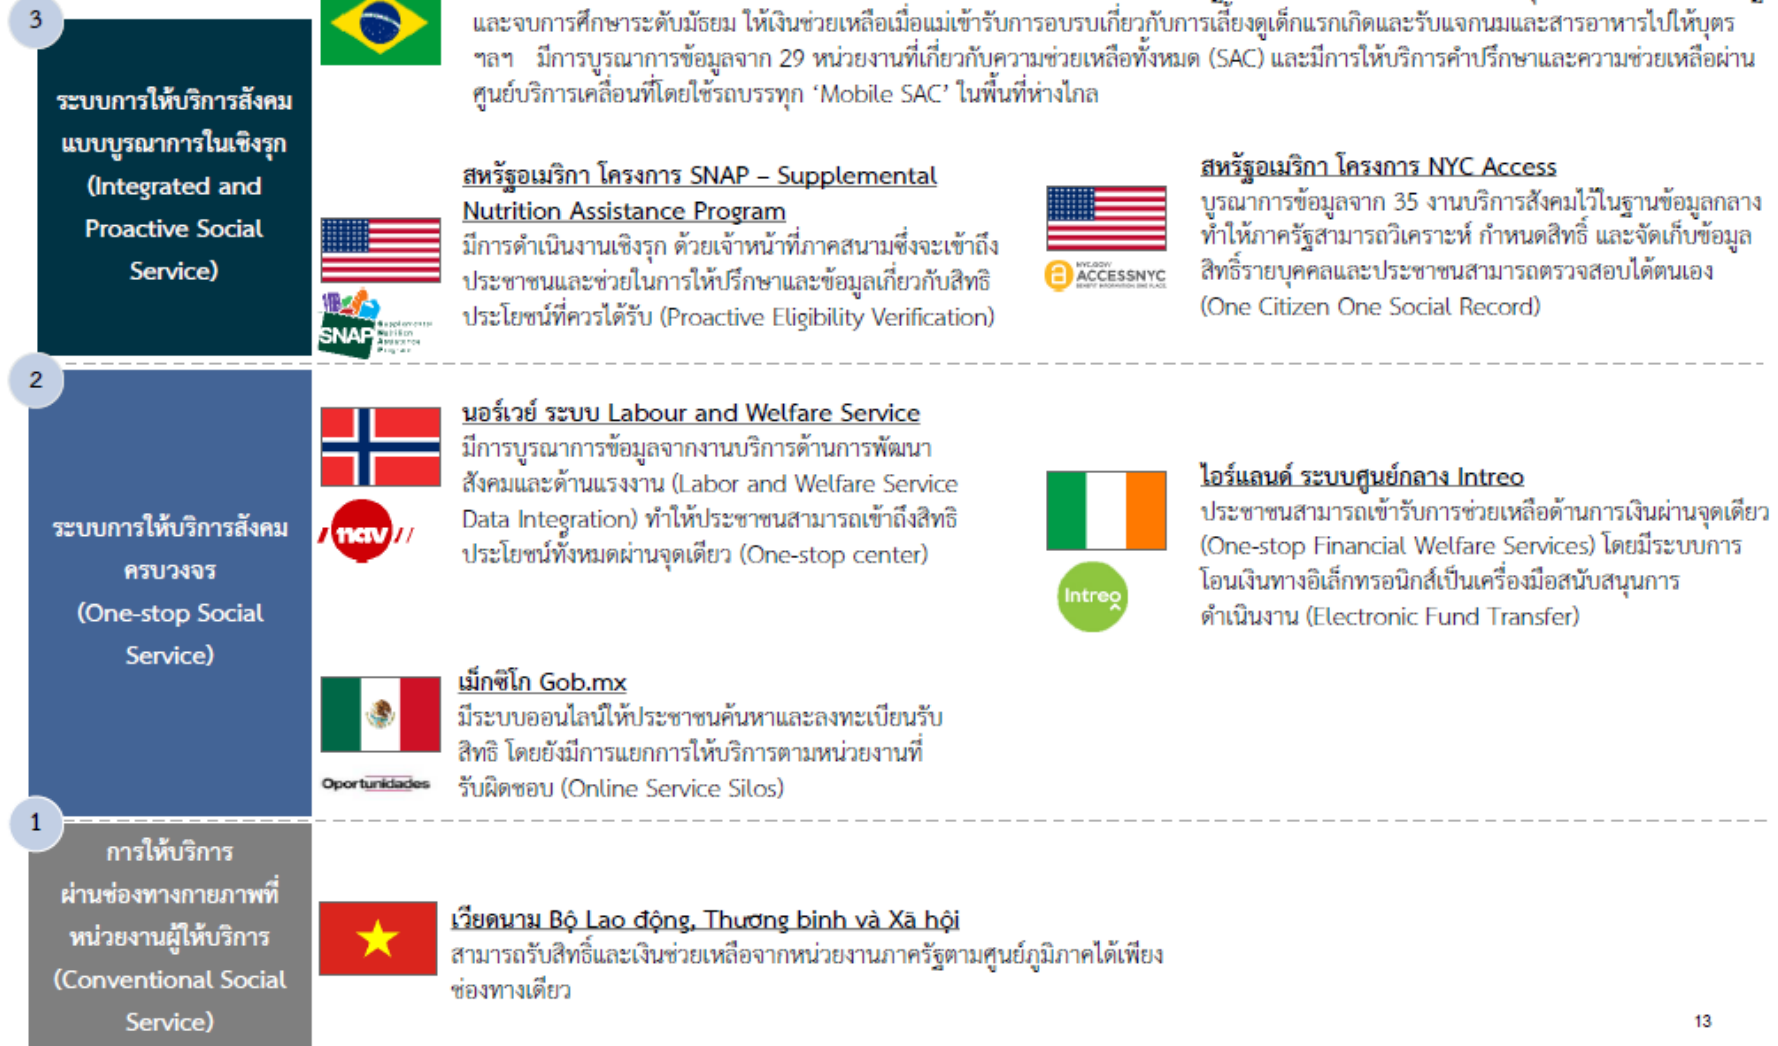 3
และจบการศึกษาระดับมัธยม ให้เงินช่วยเหลือเมื่อแม่เข้ารับการอบรบเกี่ยวกับการเลี้ยงดูเด็กแรกเกิดและรับแจกนมและสารอาหารไปให้บุตร
ฯลฯ มีการบูรณาการข้อมูลจาก 29 หน่วยงานที่เกี่ยวกับความช่วยเหลือทั้งหมด (SAC) และมีการให้บริการคำปรึกษาและความช่วยเหลือผ่าน
ศูนย์บริการเคลื่อนที่โดยใช้รถบรรทุก ‘Mobile SAC’ ในพื้นที่ห่างไกล
ระบบการให้บริการสังคม
แบบบูรณาการในเชิงรุก
(Integrated and
Proactive Social
Service)
สหรัฐอเมริกา โครงการ SNAP – Supplemental
Nutrition Assistance Program
มีการดำเนินงานเชิงรุก ด้วยเจ้าหน้าที่ภาคสนามซึ่งจะเข้าถึง
ประชาชนและช่วยในการให้ปรึกษาและข้อมูลเกี่ยวกับสิทธิ
ประโยชน์ที่ควรได้รับ (Proactive Eligibility Verification)
SNAP
Supplemental
Nutrition
Assistance
Program
สหรัฐอเมริกา โครงการ NYC Access
บูรณาการข้อมูลจาก 35 งานบริการสังคมไว้ในฐานข้อมูลกลาง
ทำให้ภาครัฐสามารถวิเคราะห์ กำหนดสิทธิ์ และจัดเก็บข้อมูล
สิทธิ์รายบุคคลและประชาชนสามารถตรวจสอบได้ตนเอง
(One Citizen One Social Record)
NYC.GOV/
ACCESSNYC
2
ระบบการให้บริการสังคม
ครบวงจร
(One-stop Social
Service)
นอร์เวย์ ระบบ Labour and Welfare Service
มีการบูรณาการข้อมูลจากงานบริการด้านการพัฒนา
สังคมและด้านแรงงาน (Labor and Welfare Service
Data Integration) ทำให้ประชาชนสามารถเข้าถึงสิทธิ
ประโยชน์ทั้งหมดผ่านจุดเดียว (One-stop center)
nav
ไอร์แลนด์ ระบบศูนย์กลาง Intreo
ประชาชนสามารถเข้ารับการช่วยเหลือด้านการเงินผ่านจุดเดียว
(One-stop Financial Welfare Services) โดยมีระบบการ
โอนเงินทางอิเล็กทรอนิกส์เป็นเครื่องมือสนับสนุนการ
ดำเนินงาน (Electronic Fund Transfer)
Intreo
เม็กซิโก Gob.mx
มีระบบออนไลน์ให้ประชาชนค้นหาและลงทะเบียนรับ
สิทธิ โดยยังมีการแยกการให้บริการตามหน่วยงานที่
รับผิดชอบ (Online Service Silos)
Oportunidades
1
การให้บริการ
ผ่านช่องทางกายภาพที่
หน่วยงานผู้ให้บริการ
(Conventional Social
Service)
เวียดนาม Bộ Lao động, Thương binh và Xã hội
สามารถรับสิทธิ์และเงินช่วยเหลือจากหน่วยงานภาครัฐตามศูนย์ภูมิภาคได้เพียง
ช่องทางเดียว
13